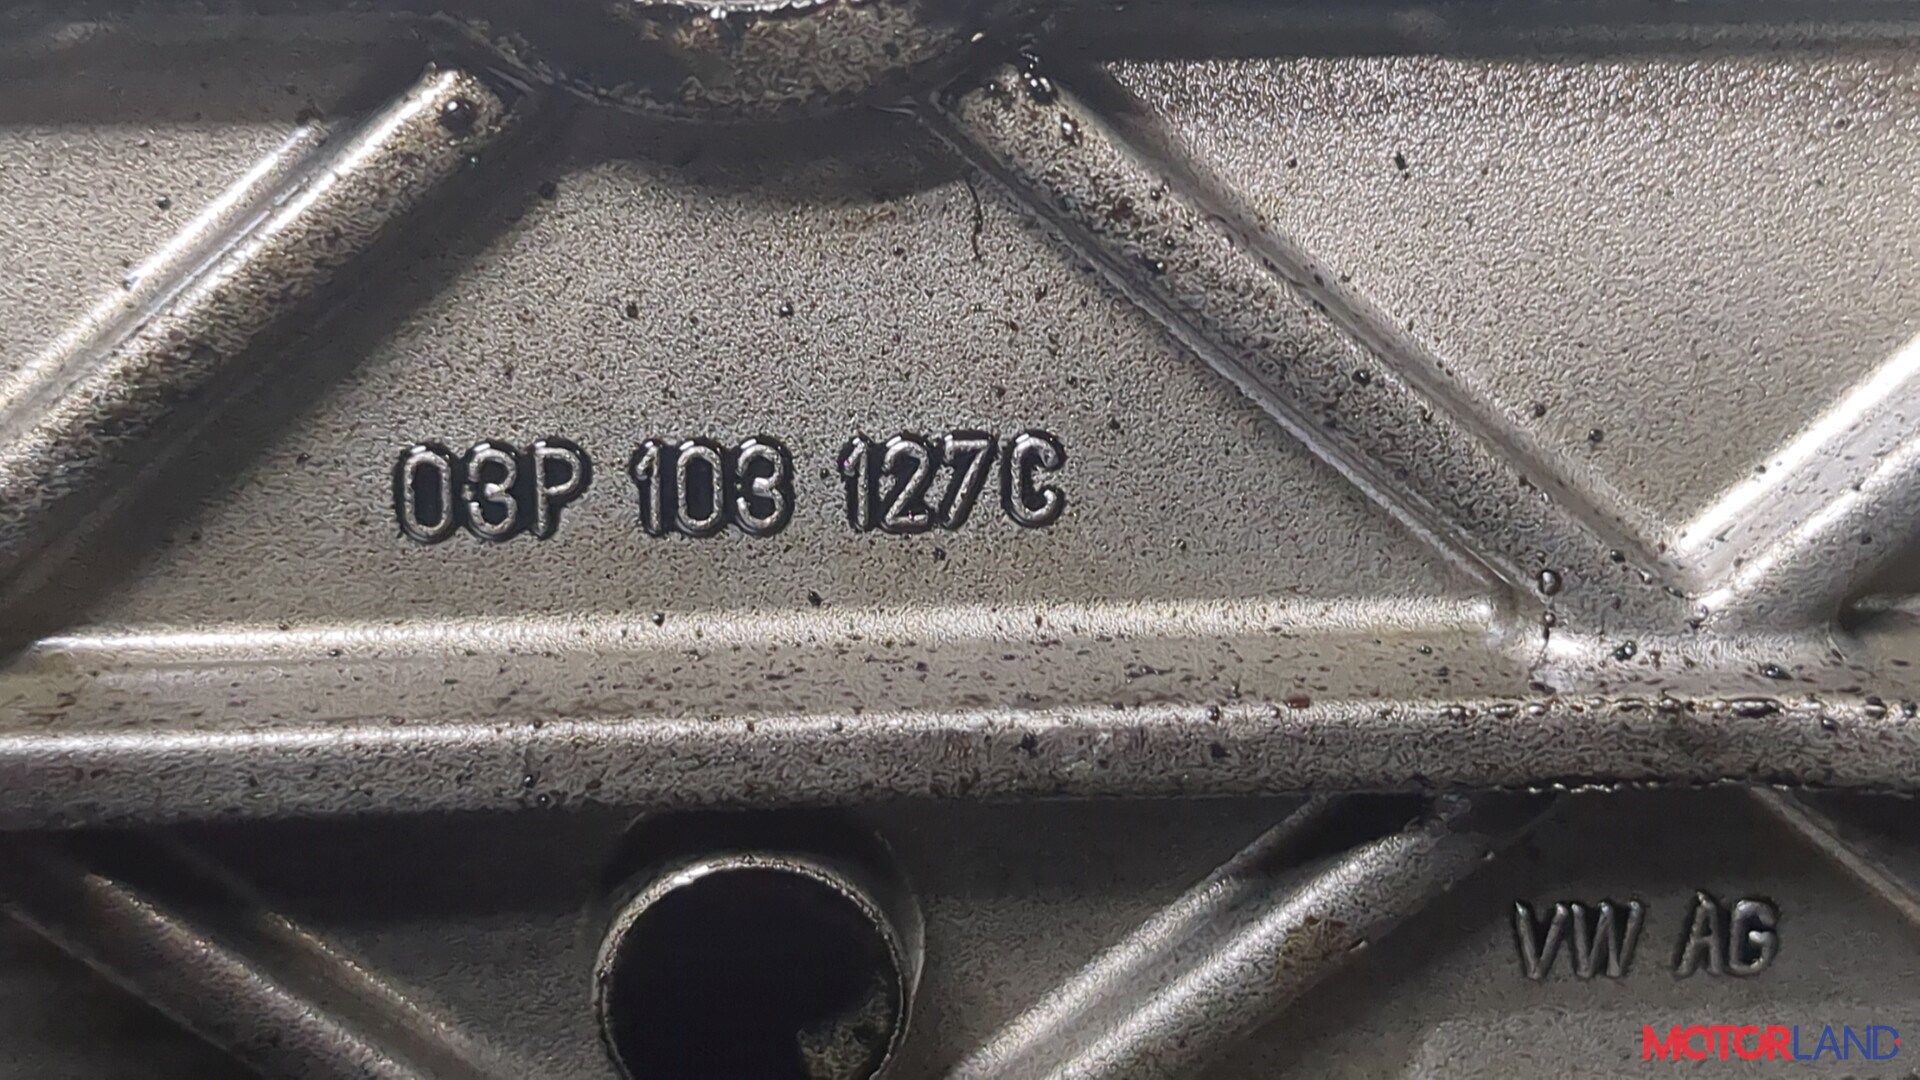 03P 103 127C
VW AG
MOTORLAND